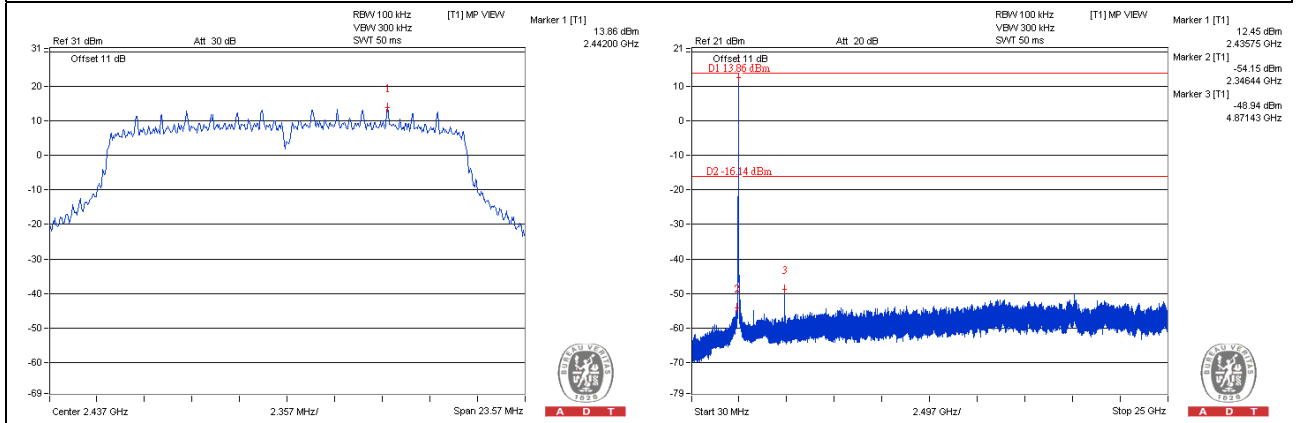 RBW 100 kHz [T1] MP VIEW
VBW 300 kHz
Ref 31 dBm Att 30 dB SWT 50 ms
Marker 1 [T1]
13.86 dBm
2.44200 GHz
31
Offset 11 dB
20
10
0
-10
-20
-30
-40
-50
-60
-69
1
Center 2.437 GHz 2.357 MHz/ Span 23.57 MHz
BUREAU VERITAS
1828
A D T
RBW 100 kHz [T1] MP VIEW
VBW 300 kHz
Ref 21 dBm Att 20 dB SWT 50 ms
Marker 1 [T1]
12.45 dBm
2.43575 GHz
Marker 2 [T1]
-54.15 dBm
2.34644 GHz
Marker 3 [T1]
-48.94 dBm
4.87143 GHz
21
Offset 11 dB
D1 13.86 dBm
10
0
-10
D2 -16.14 dBm
-20
-30
-40
-50
-60
-70
-79
2
3
Start 30 MHz 2.497 GHz/ Stop 25 GHz
BUREAU VERITAS
1828
A D T